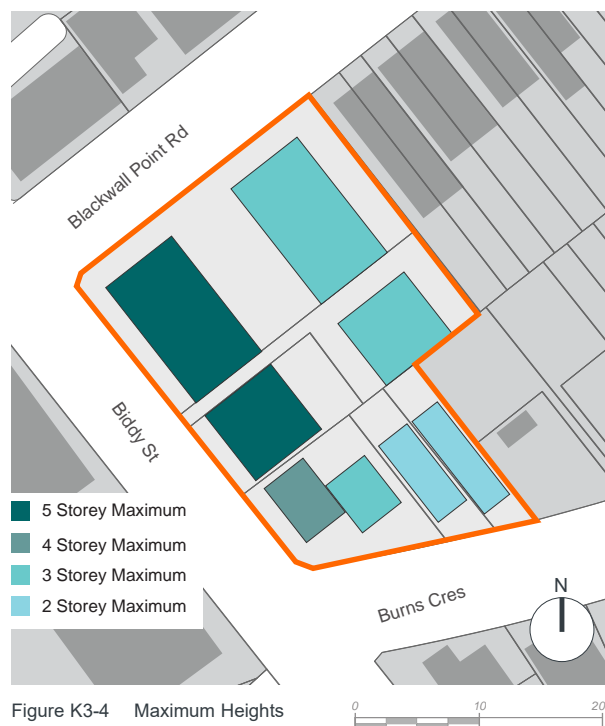 Blackwall Point Rd
Biddy St
5 Storey Maximum
4 Storey Maximum
3 Storey Maximum
2 Storey Maximum
Burns Cres
N
Figure K3-4 Maximum Heights
0 10 20